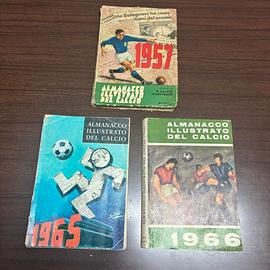 1957
ALMANACCO
ILLUSTRATO
DEL CALCIO
ALMANACCO
ILLUSTRATO
DEL CALCIO
1965
ALMANACCO
ILLUSTRATO
DEL CALCIO
1966